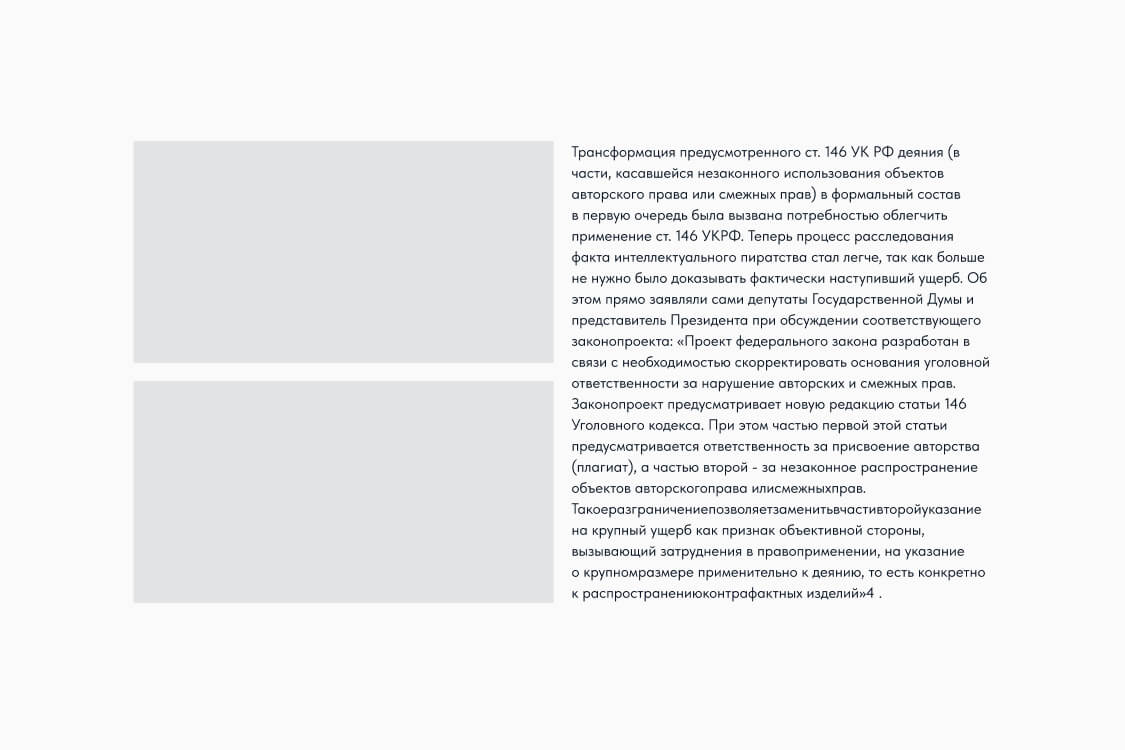 Трансформация предусмотренного ст. 146 УК РФ деяния (в
части, касавшейся незаконного использования объектов
авторского права или смежных прав) в формальный состав
в первую очередь была вызвана потребностью облегчить
применение ст. 146 УКРФ. Теперь процесс расследования
факта интеллектуального пиратства стал легче, так как больше
не нужно было доказывать фактически наступивший ущерб. Об
этом прямо заявляли сами депутаты Государственной Думы и
представитель Президента при обсуждении соответствующего
законопроекта: «Проект федерального закона разработан в
связи с необходимостью скорректировать основания уголовной
ответственности за нарушение авторских и смежных прав.
Законопроект предусматривает новую редакцию статьи 146
Уголовного кодекса. При этом частью первой этой статьи
предусматривается ответственность за присвоение авторства
(плагиат), а частью второй - за незаконное распространение
объектов авторскогоправа илисмежныхправ.
Такоеразграничениепозволяетзаменитьвчастивторойуказание
на крупный ущерб как признак объективной стороны,
вызывающий затруднения в правоприменении, на указание
о крупномразмере применительно к деянию, то есть конкретно
к распространениюконтрафактных изделий»4 .